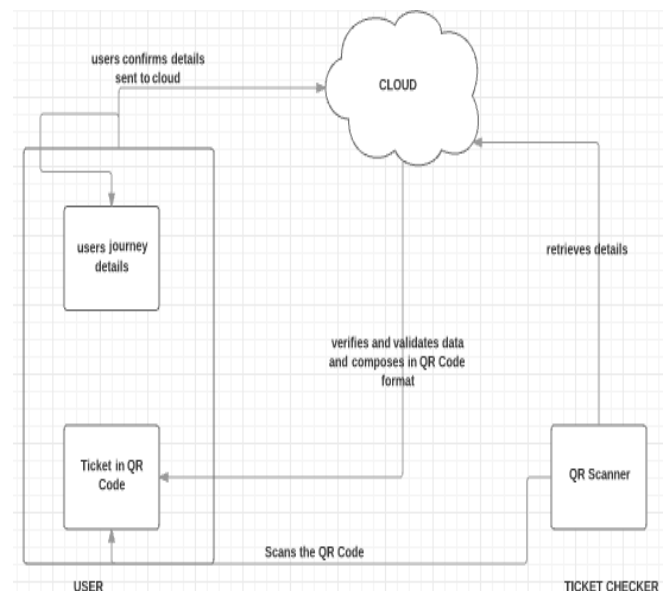 users confirms details
sent to cloud
CLOUD
users journey
details
retrieves details
verifies and validates data
and composes in QR Code
format
Ticket in QR
Code
QR Scanner
Scans the QR Code
USER
TICKET CHECKER